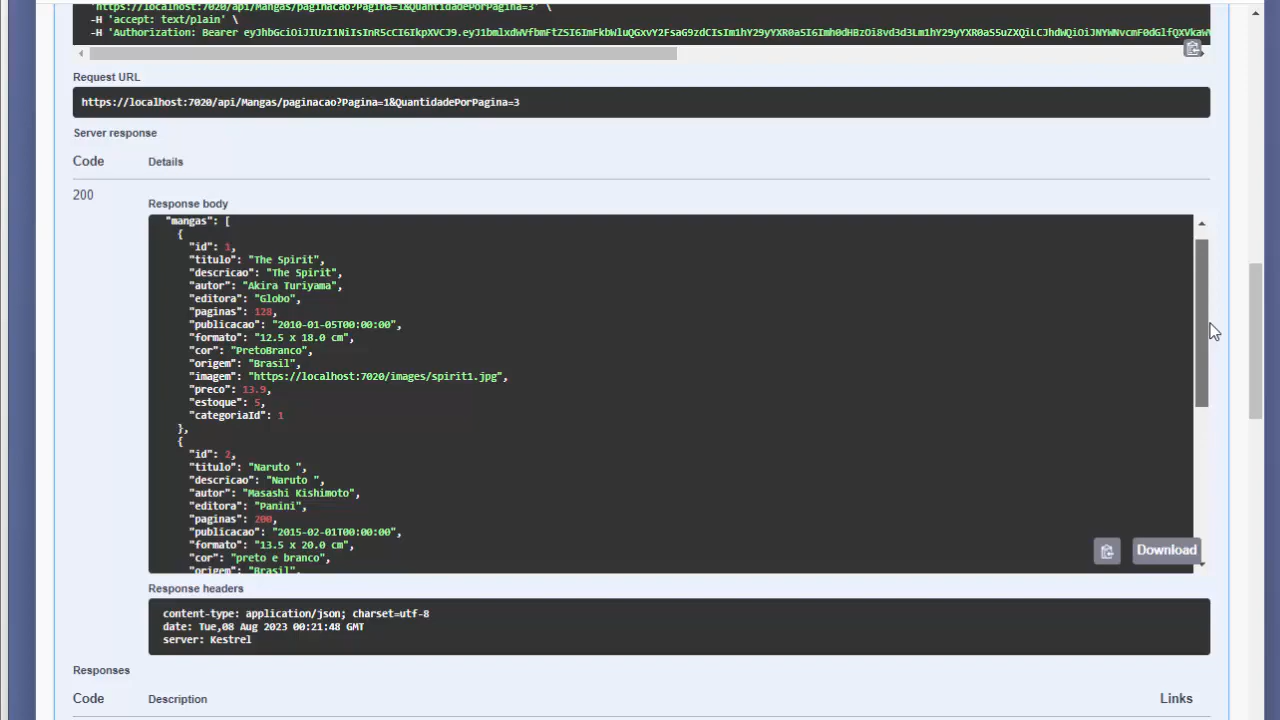 'https://localhost:7020/api/Mangas/paginacao?Pagina=1&QuantidadePorPagina=3' \
-H 'accept: text/plain' \
-H 'Authorization: Bearer
Request URL
https://localhost:7020/api/Mangas/paginacao?Pagina=1&QuantidadePorPagina=3
Server response
Code Details
200
Response body
"mangas": [
{
"id": 1,
"titulo": "The Spirit",
"descricao": "The Spirit",
"autor": "Akira Turiyama",
"editora": "Globo",
"paginas": 128,
"publicacao": "2010-01-05T00:00:00",
"formato": "12.5 x 18.0 cm",
"cor": "PretoBranco",
"origem": "Brasil",
"imagem": "https://localhost:7020/images/spirit1.jpg",
"preco": 13.9,
"estoque": 5,
"categoriaId": 1
},
{
"id": 2,
"titulo": "Naruto ",
"descricao": "Naruto ",
"autor": "Masashi Kishimoto",
"editora": "Panini",
"paginas": 200,
"publicacao": "2015-02-01T00:00:00",
"formato": "13.5 x 20.0 cm",
"cor": "preto e branco",
"origem": "Brasil",
Download
Response headers
content-type: application/json; charset=utf-8
date: Tue,08 Aug 2023 00:21:48 GMT
server: Kestrel
Responses
Code Description Links